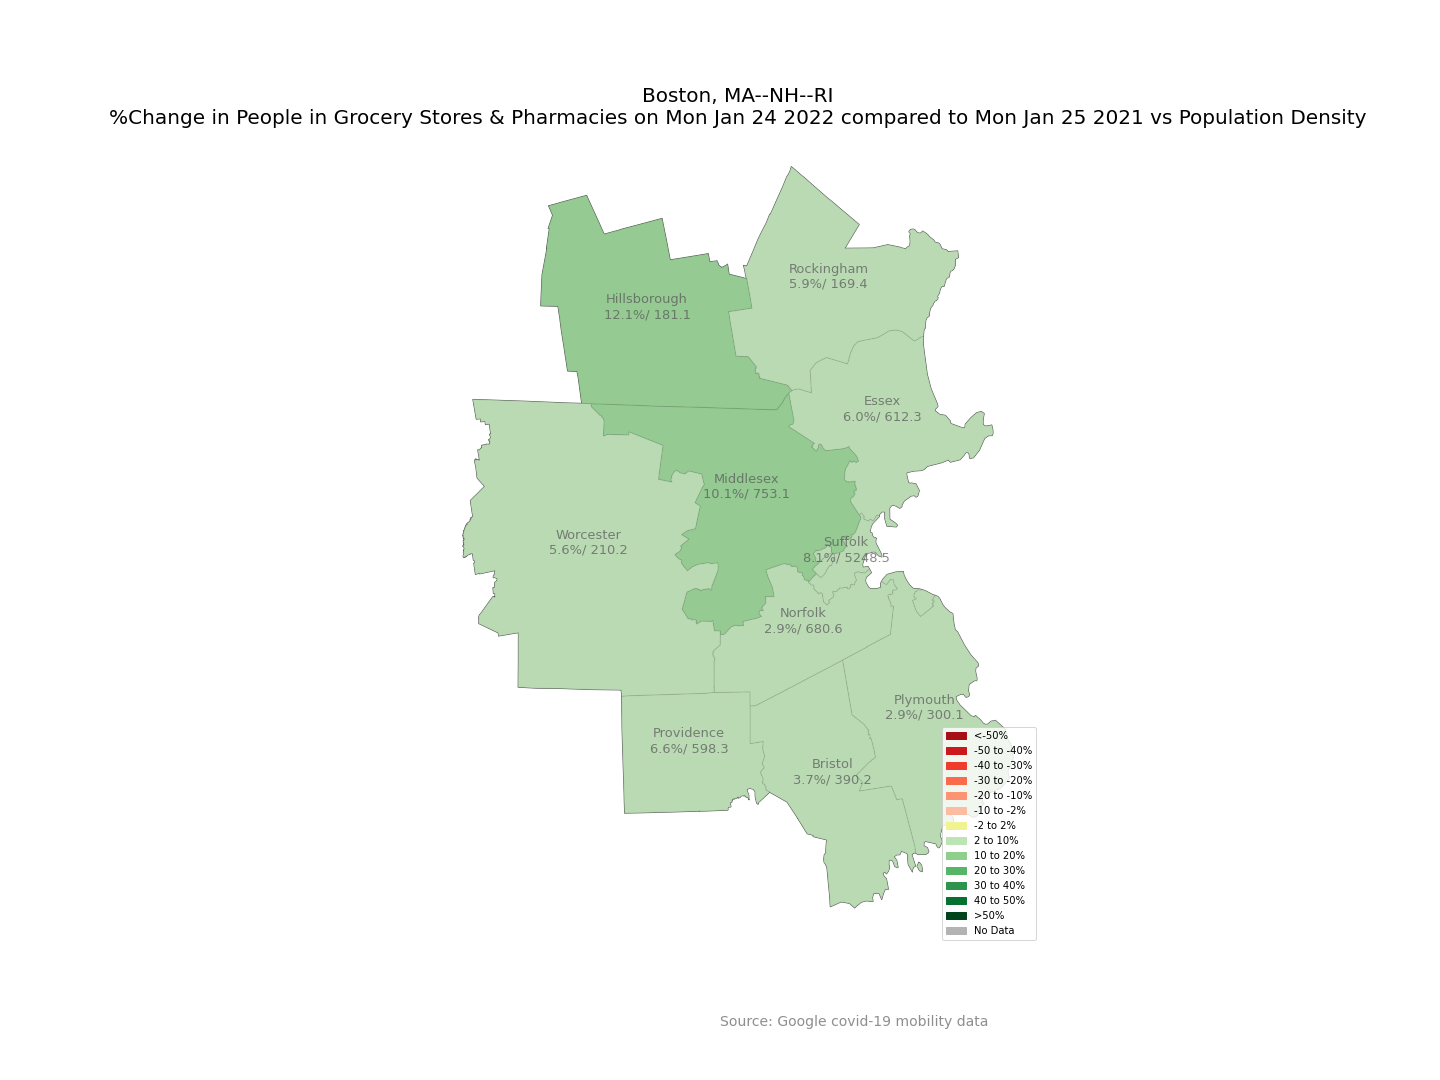 Boston, MA--NH--RI
%Change in People in Grocery Stores & Pharmacies on Mon Jan 24 2022 compared to Mon Jan 25 2021 vs Population Density
Rockingham
5.9%/ 169.4
Hillsborough
12.1%/ 181.1
Essex
6.0%/ 612.3
Middlesex
10.1%/ 753.1
Worcester
5.6%/ 210.2
Suffolk
8.1%/ 5248.5
Norfolk
2.9%/ 680.6
Plymouth
2.9%/ 300.1
Providence
6.6%/ 598.3
Bristol
3.7%/ 390.2
<-50%
-50 to -40%
-40 to -30%
-30 to -20%
-20 to -10%
-10 to -2%
-2 to 2%
2 to 10%
10 to 20%
20 to 30%
30 to 40%
40 to 50%
>50%
No Data
Source: Google covid-19 mobility data